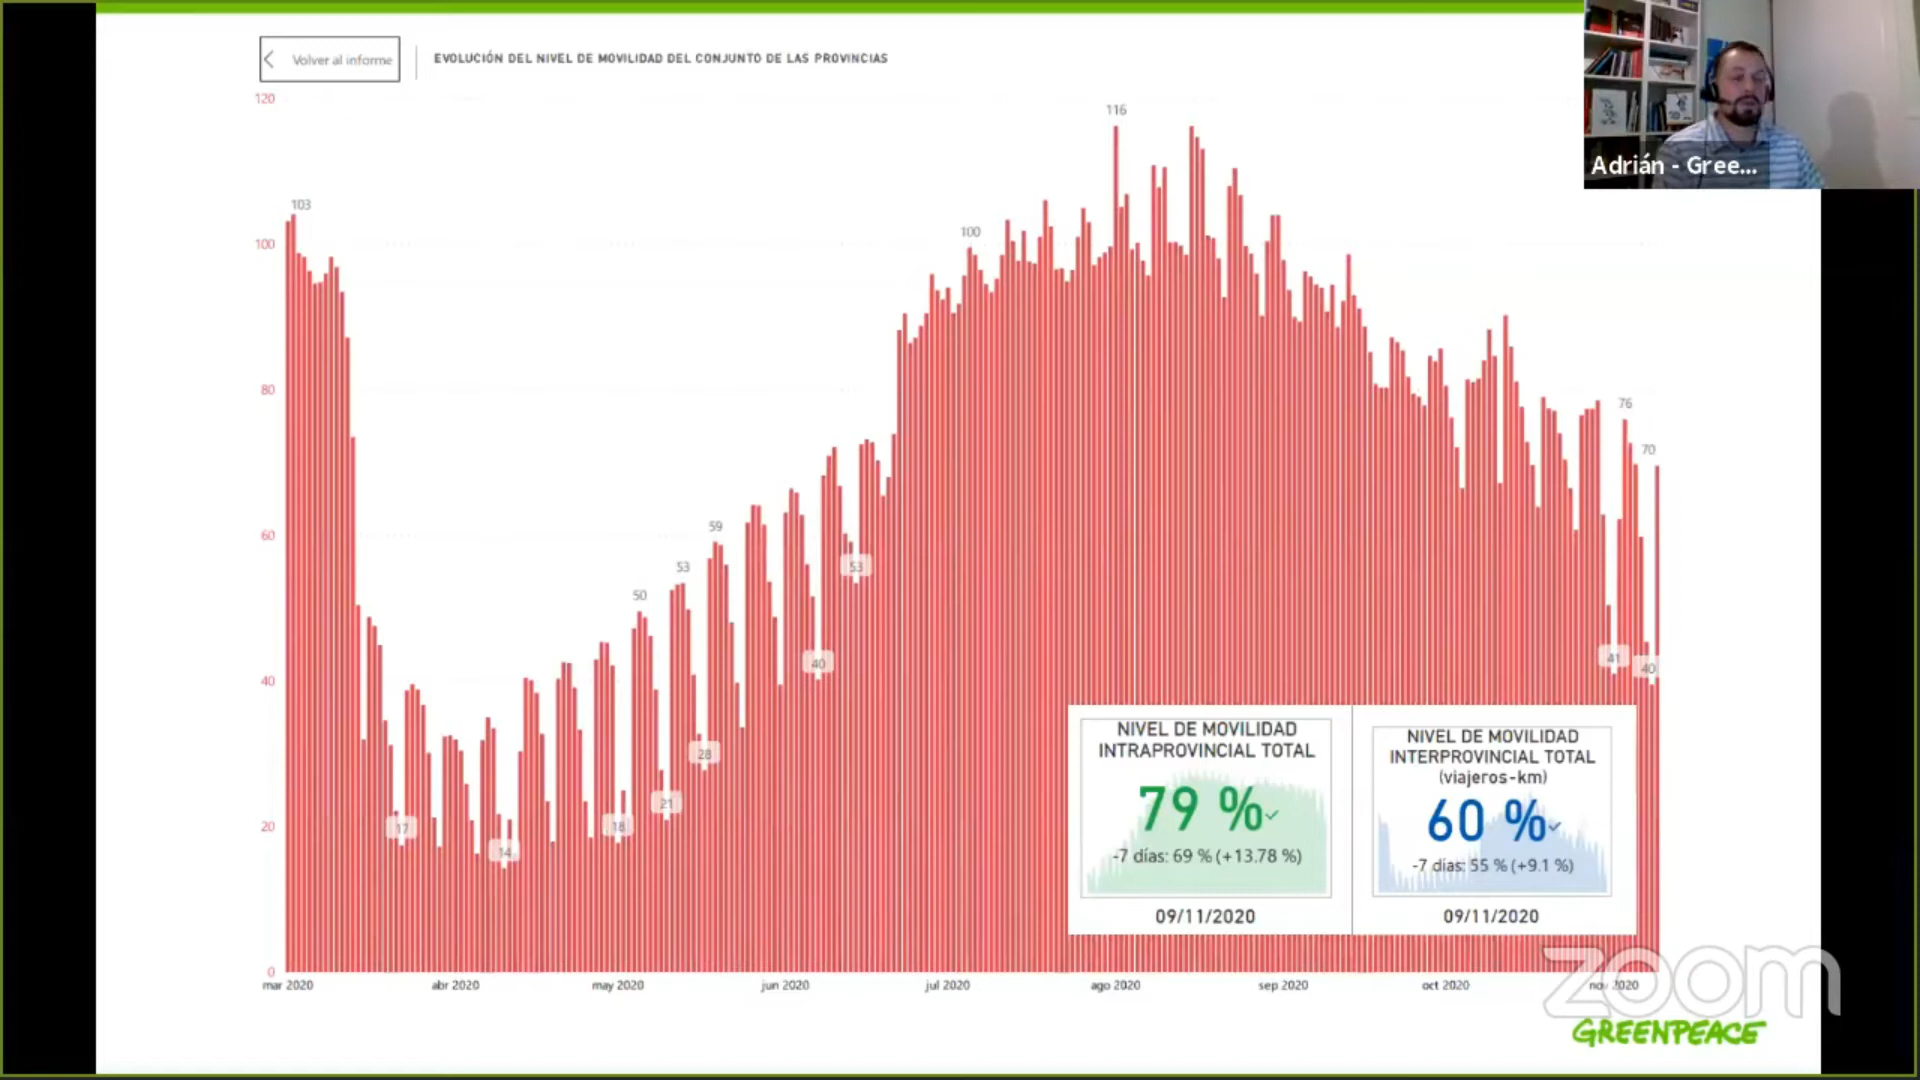 Volver al informe
EVOLUCIÓN DEL NIVEL DE MOVILIDAD DEL CONJUNTO DE LAS PROVINCIAS
Adrián - Gree...
120
100
80
60
40
20
0
103
17
14
18
50
21
53
28
59
40
53
100
116
41
76
40
70
NIVEL DE MOVILIDAD
INTRAPROVINCIAL TOTAL
79 %
-7 días: 69 % (+13.78 %)
09/11/2020
NIVEL DE MOVILIDAD
INTERPROVINCIAL TOTAL
(viajeros-km)
60 %
-7 días: 55 % (+9.1 %)
09/11/2020
mar 2020
abr 2020
may 2020
jun 2020
jul 2020
ago 2020
sep 2020
oct 2020
nov 2020
zoom
GREENPEACE